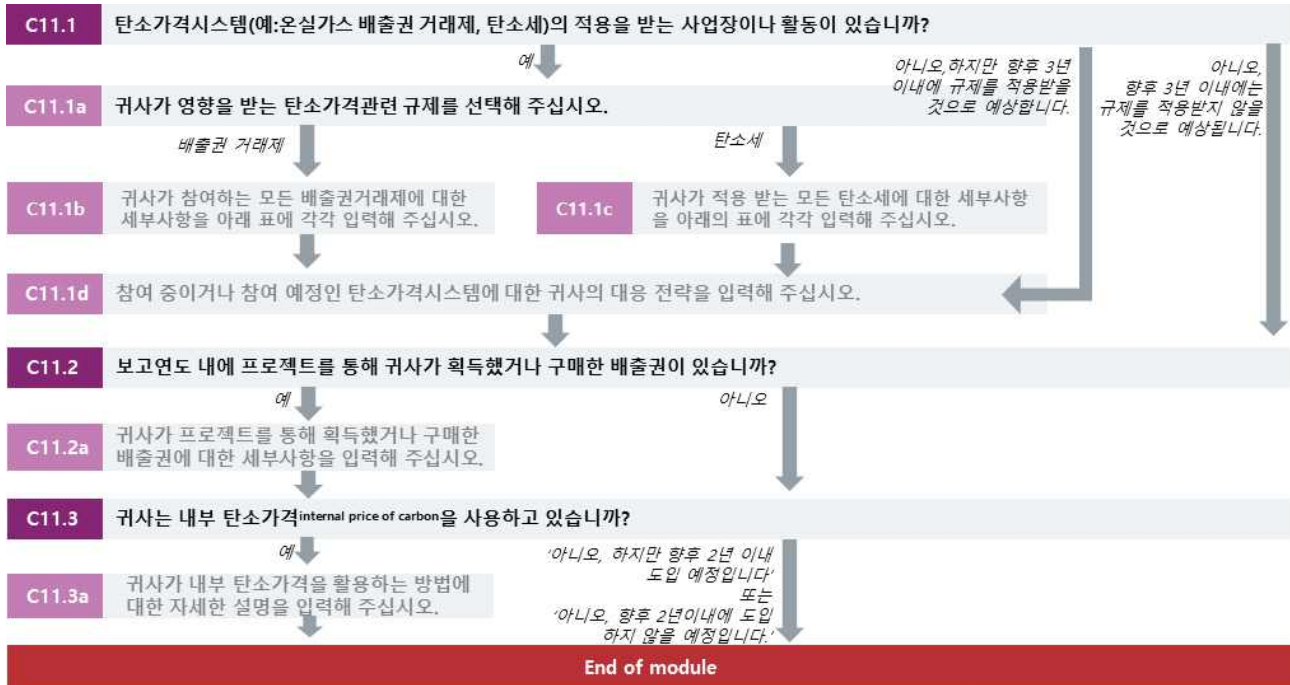 C11.1 탄소가격시스템(예:온실가스 배출권 거래제, 탄소세)의 적용을 받는 사업장이나 활동이 있습니까?
예
아니오,하지만 향후 3년
이내에 규제를 적용받을
것으로 예상합니다.
아니오,
향후 3년 이내에는
규제를 적용받지 않을
것으로 예상됩니다.
C11.1a 귀사가 영향을 받는 탄소가격관련 규제를 선택해 주십시오.
배출권 거래제
탄소세
C11.1b 귀사가 참여하는 모든 배출권거래제에 대한
세부사항을 아래 표에 각각 입력해 주십시오.
C11.1c 귀사가 적용 받는 모든 탄소세에 대한 세부사항
을 아래의 표에 각각 입력해 주십시오.
C11.1d 참여 중이거나 참여 예정인 탄소가격시스템에 대한 귀사의 대응 전략을 입력해 주십시오.
C11.2 보고연도 내에 프로젝트를 통해 귀사가 획득했거나 구매한 배출권이 있습니까?
예
아니오
C11.2a 귀사가 프로젝트를 통해 획득했거나 구매한
배출권에 대한 세부사항을 입력해 주십시오.
C11.3 귀사는 내부 탄소가격internal price of carbon을 사용하고 있습니까?
예
'아니오, 하지만 향후 2년 이내
도입 예정입니다'
또는
'아니오, 향후 2년이내에 도입
하지 않을 예정입니다.'
C11.3a 귀사가 내부 탄소가격을 활용하는 방법에
대한 자세한 설명을 입력해 주십시오.
End of module